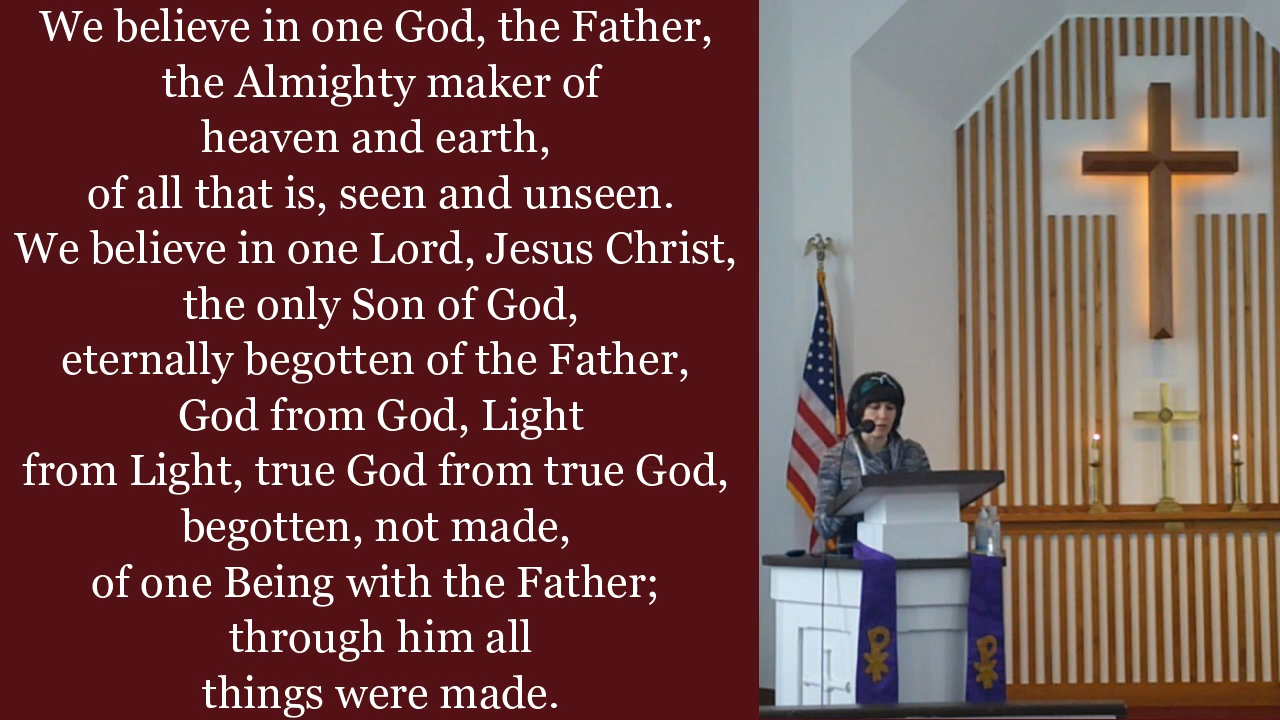 We believe in one God, the Father,
the Almighty maker of
heaven and earth,
of all that is, seen and unseen.
We believe in one Lord, Jesus Christ,
the only Son of God,
eternally begotten of the Father,
God from God, Light
from Light, true God from true God,
begotten, not made,
of one Being with the Father;
through him all
things were made.